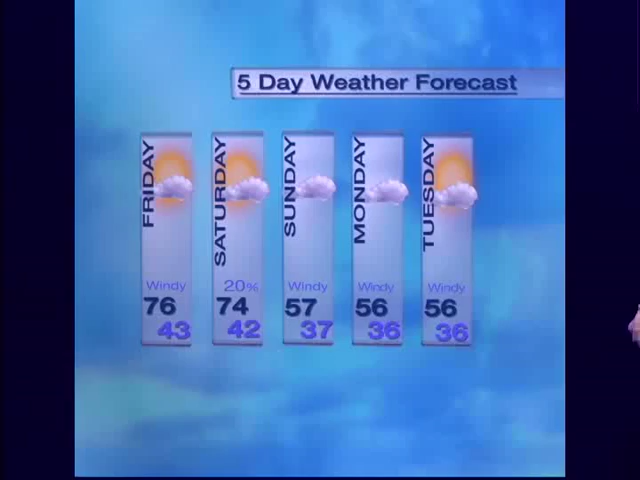 5 Day Weather Forecast
FRIDAY
Windy
76
43
SATURDAY
20%
74
42
SUNDAY
Windy
57
37
MONDAY
Windy
56
36
TUESDAY
Windy
56
36